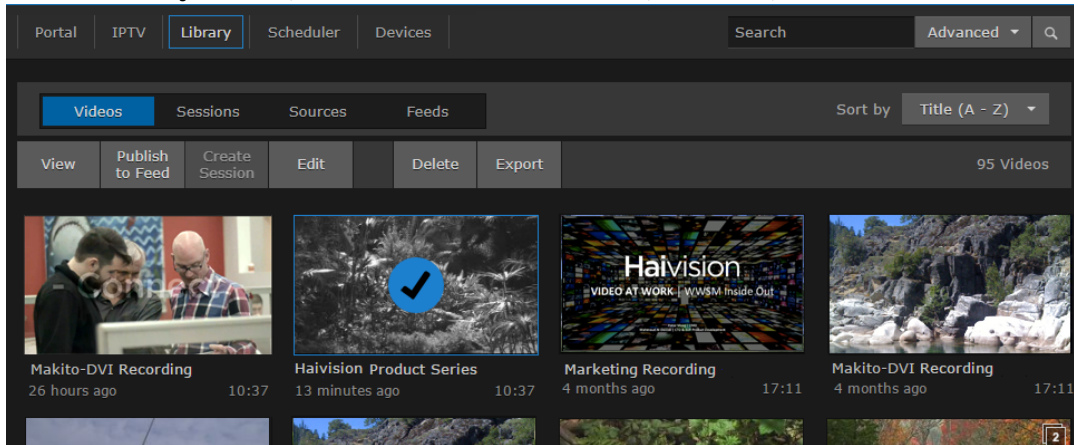 Portal IPTV Library Scheduler Devices Search Advanced
Videos Sessions Sources Feeds Sort by Title (A - Z)
View Publish to Feed Create Session Edit Delete Export 95 Videos
Haivision
VIDEO AT WORK | WWSM Inside Out
Makito-DVI Recording
26 hours ago 10:37
Haivision Product Series
13 minutes ago 10:37
Marketing Recording
4 months ago 17:11
Makito-DVI Recording
4 months ago 17:11
2